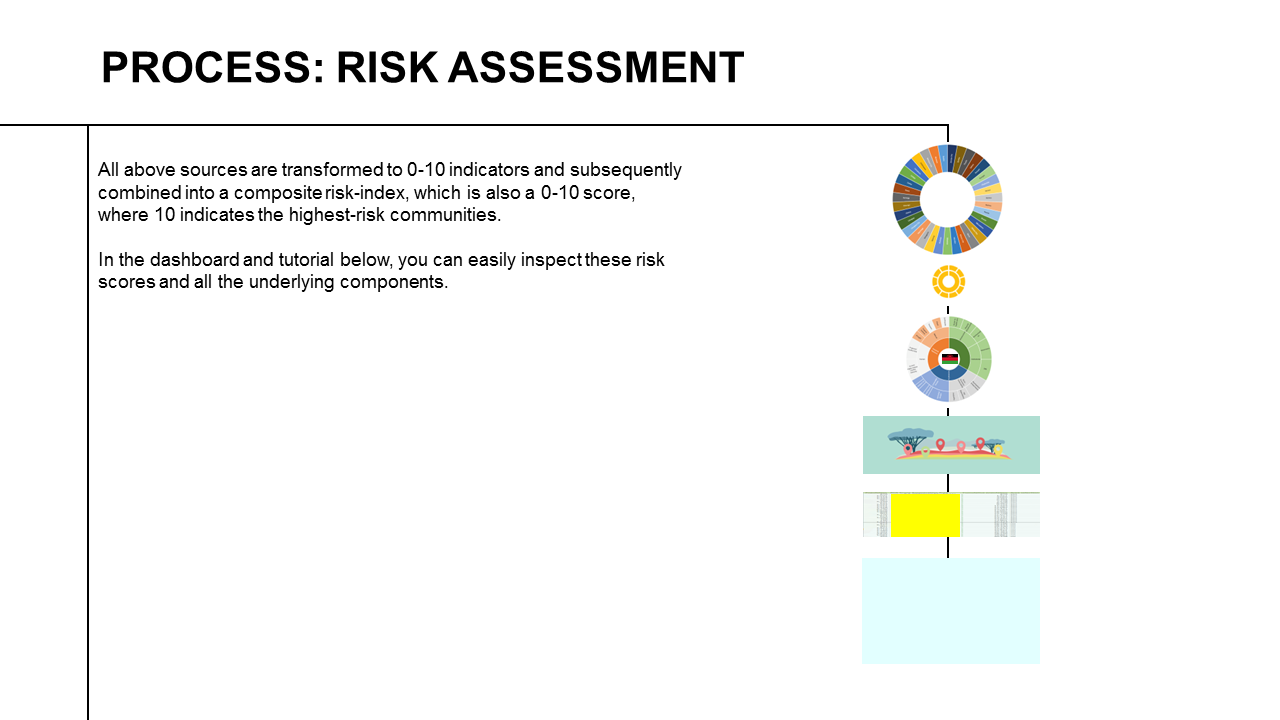 PROCESS: RISK ASSESSMENT
All above sources are transformed to 0-10 indicators and subsequently
combined into a composite risk-index, which is also a 0-10 score,
where 10 indicates the highest-risk communities.
In the dashboard and tutorial below, you can easily inspect these risk
scores and all the underlying components.